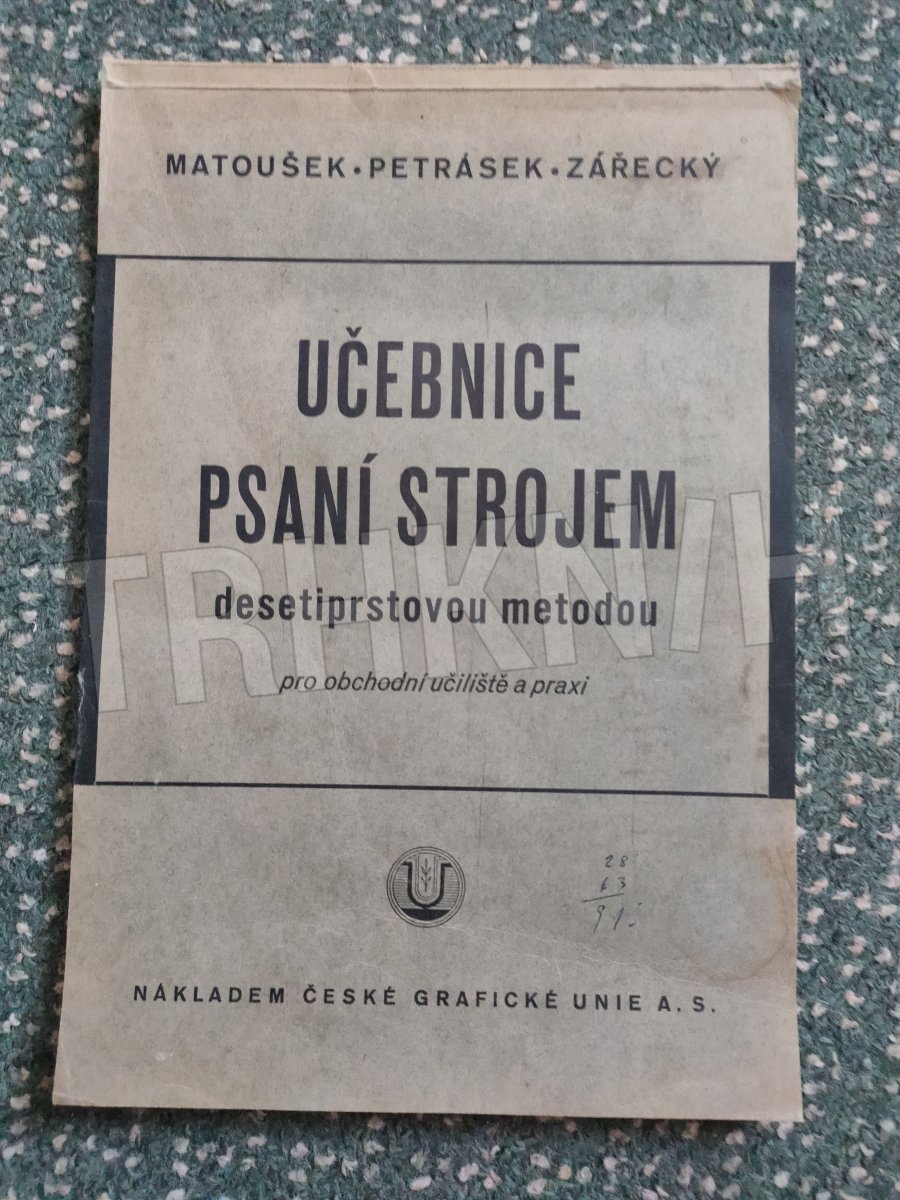 MATOUŠEK • PETRÁSEK • ZÁŘECKÝ
UČEBNICE
PSANÍ STROJEM
desetiprstovou metodou
pro obchodní učiliště a praxi
U
28
63
91.
NÁKLADEM ČESKÉ GRAFICKÉ UNIE A. S.
TRHKNIH